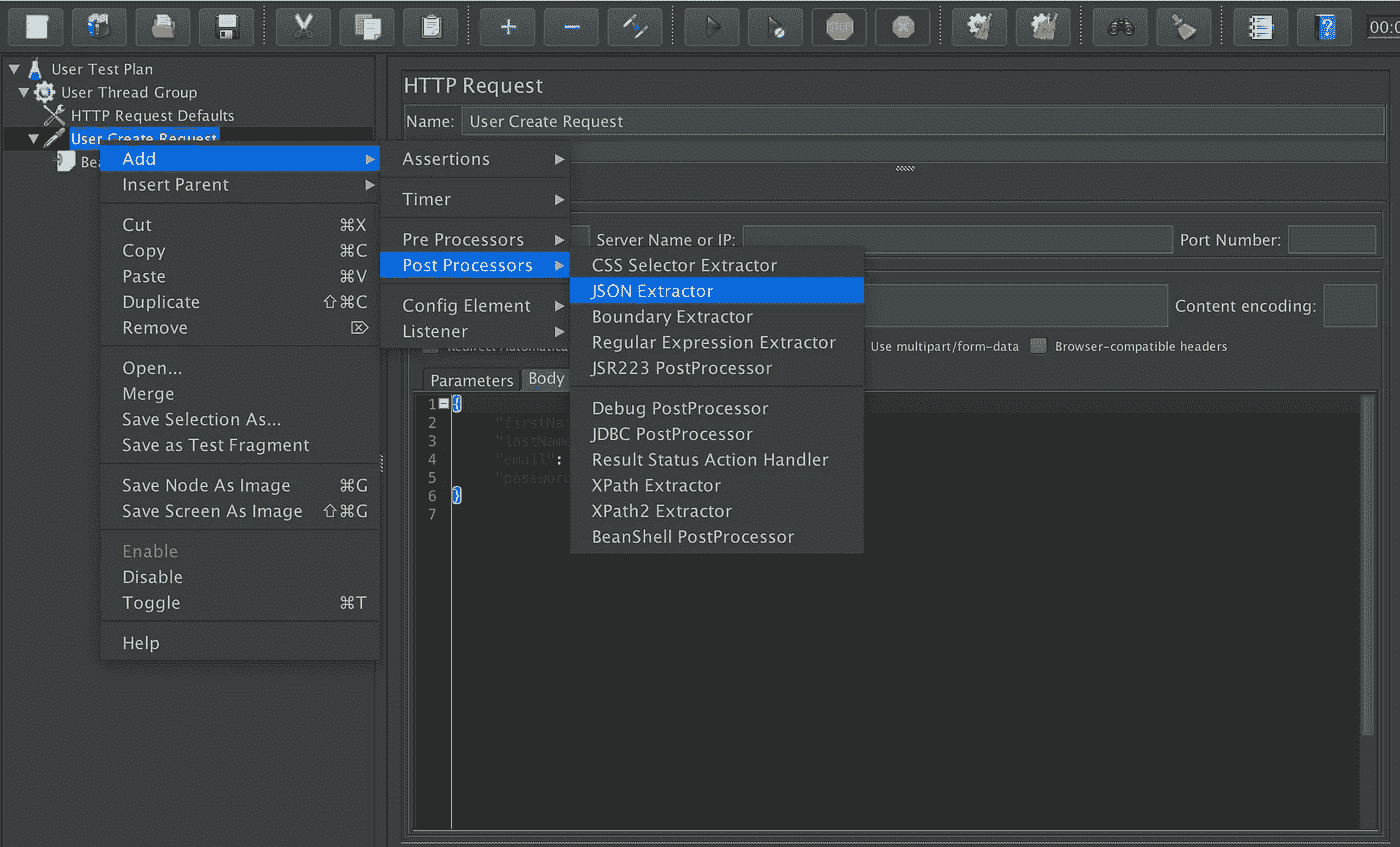 00:0
User Test Plan
User Thread Group
HTTP Request Defaults
User Create Request
Bea
HTTP Request
Name: User Create Request
Add
Insert Parent
Cut ⌘X
Copy ⌘C
Paste ⌘V
Duplicate ⇧⌘C
Remove ⌦
Open...
Merge
Save Selection As...
Save as Test Fragment
Save Node As Image ⌘G
Save Screen As Image ⇧⌘G
Enable
Disable
Toggle ⌘T
Help
Assertions
Timer
Pre Processors
Post Processors
Config Element
Listener
CSS Selector Extractor
JSON Extractor
Boundary Extractor
Regular Expression Extractor
JSR223 PostProcessor
Debug PostProcessor
JDBC PostProcessor
Result Status Action Handler
XPath Extractor
XPath2 Extractor
BeanShell PostProcessor
Server Name or IP: Port Number:
Content encoding:
Redirect Automatica Use multipart/form-data Browser-compatible headers
Parameters Body
1 {
2 "firstNa
3 "lastName
4 "email":
5 "password
6 }
7
STOP